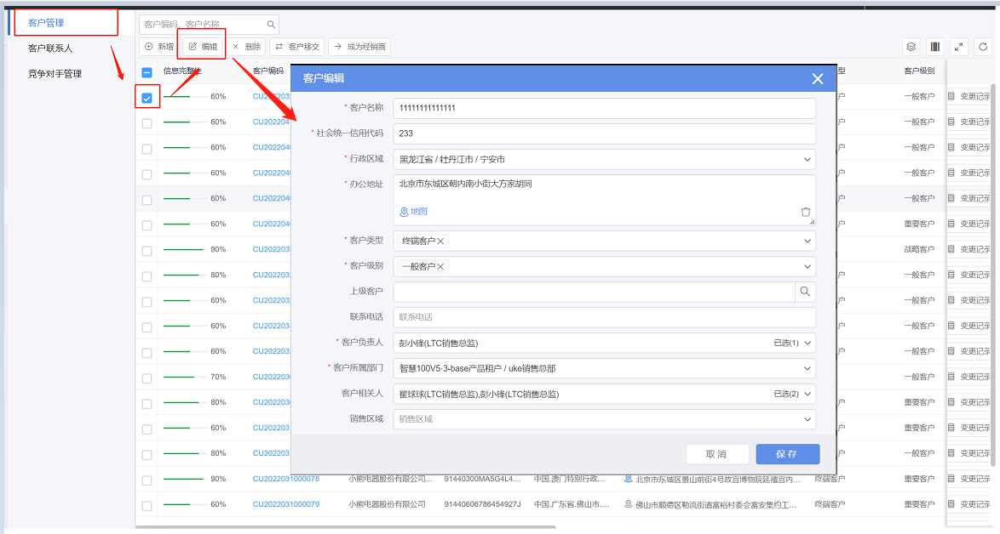 客户管理
客户联系人
竞争对手管理
客户编码、客户名称
新增 编辑 删除 客户移交 成为经销商
信息完整性 客户编码 型 客户级别
60% CU202203 户 一般客户 变更记录
60% CU202204 户 一般客户 变更记录
60% CU202204 户 一般客户 变更记录
60% CU202204 户 一般客户 变更记录
60% CU202204 户 一般客户 变更记录
60% CU202204 户 重要客户 变更记录
90% CU202203 战略客户 变更记录
80% CU202203 户 一般客户 变更记录
60% CU202203 户 一般客户 变更记录
60% CU202203 户 一般客户 变更记录
60% CU202203 户 一般客户 变更记录
70% CU202203 户 一般客户 变更记录
80% CU202203 户 重要客户 变更记录
60% CU202203 户 重要客户 变更记录
80% CU202203 户 一般客户 变更记录
90% CU2022031000078 小熊电器股份有限公司... 91440300MA5G4L4... 中国.澳门特别行政... 北京市东城区景山前街4号故宫博物院延禧宫内... 终端客户 重要客户 变更记录
60% CU2022031000079 小熊电器股份有限公司 91440606786454927J 中国.广东省.佛山市.... 佛山市顺德区勒流街道富裕村委会富安集约工... 终端客户 重要客户 变更记录
客户编辑
* 客户名称 11111111111111
* 社会统一信用代码 233
* 行政区域 黑龙江省 / 牡丹江市 / 宁安市
* 办公地址 北京市东城区朝内南小街大方家胡同
地图
* 客户类型 终端客户
* 客户级别 一般客户
上级客户
联系电话 联系电话
* 客户负责人 彭小锋(LTC销售总监) 已选(1)
* 客户所属部门 智慧100V5-3-base产品租户 / uke销售总部
客户相关人 翟球球(LTC销售总监),彭小锋(LTC销售总监) 已选(2)
销售区域 销售区域
取 消 保 存